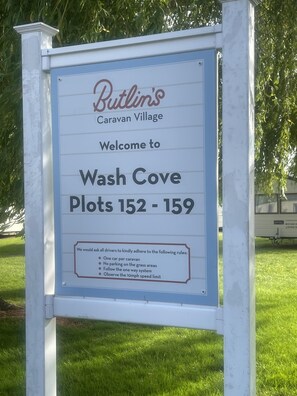 Butlin's
Caravan Village
Welcome to
Wash Cove
Plots 152 - 159
We would ask all drivers to kindly adhere to the following rules:
One car per caravan
No parking on the grass areas
Follow the one way system
Observe the 10mph speed limit